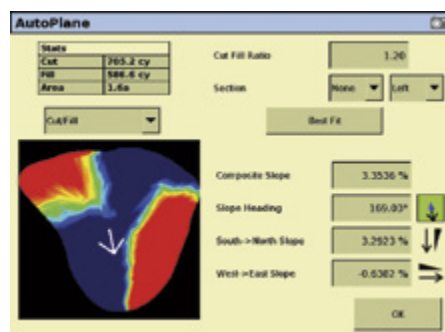 AutoPlane
Stats
Cut 703.2 cy
Fill 586.6 cy
Area 1.6a
Cut Fill Ratio 1.20
Section None Left
Cut/Fill
Best Fit
Composite Slope 3.3536 %
Slope Heading 169.03°
South->North Slope 3.2923 %
West->East Slope -0.6382 %
OK